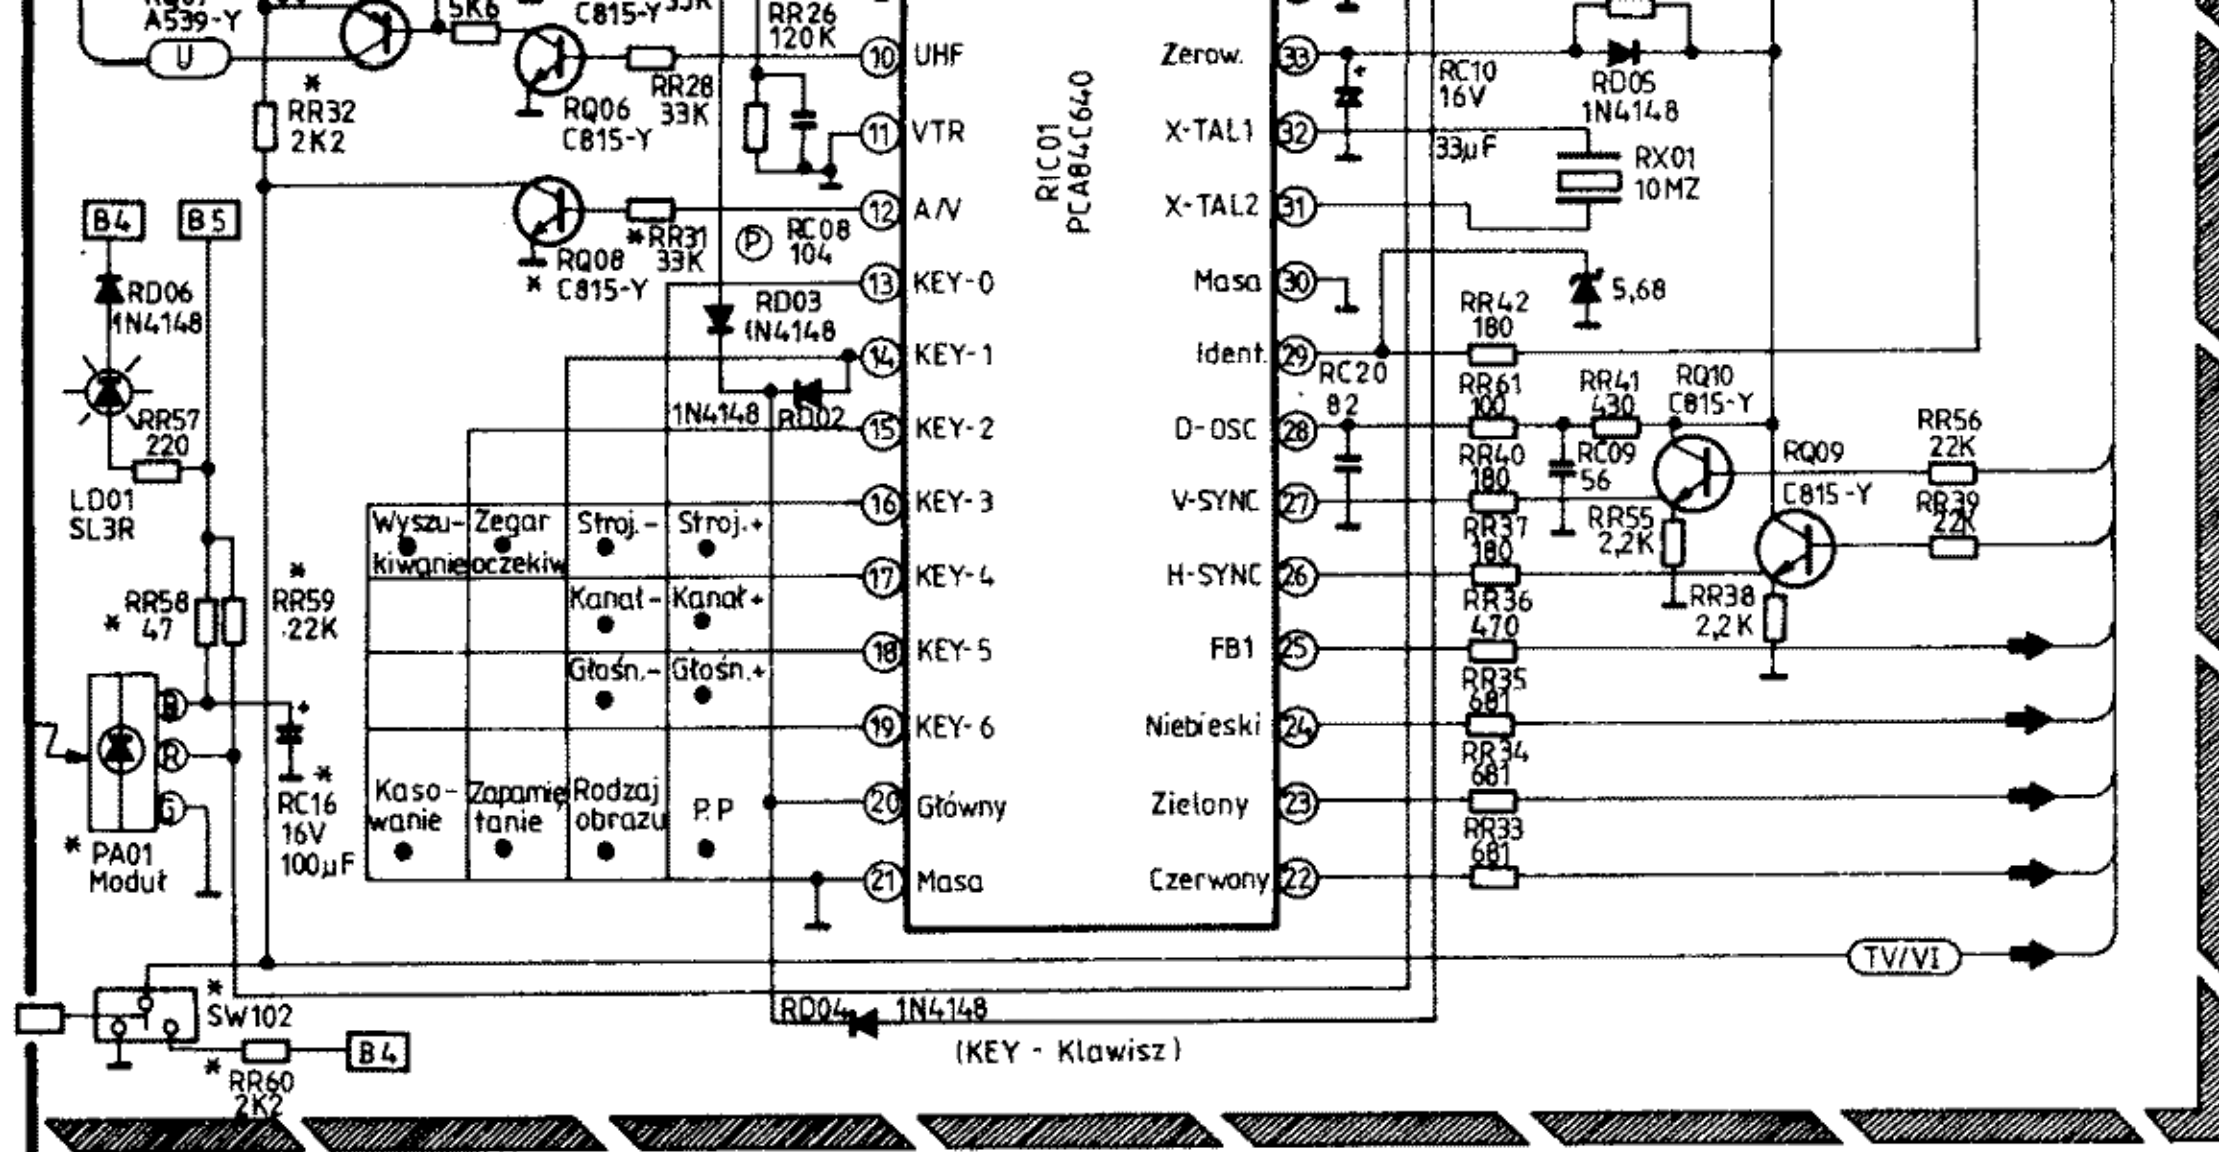 A539-Y
5K6
C815-Y
RR26
120K
U
10
UHF
*
RR32
2K2
RQ06
C815-Y
RR28
33K
11
VTR
12
A/V
B4
B5
*RR31
33K
P
RC08
104
RQ08
* C815-Y
13
KEY-0
RD06
1N4148
RD03
1N4148
14
KEY-1
RR57
220
1N4148
RD02
15
KEY-2
LD01
SL3R
16
KEY-3
Wyszu-
kiwanie
Zegar
oczekiw
Stroj.-
Stroj.+
17
KEY-4
*
RR58
47
*
RR59
22K
Kanał-
Kanał+
18
KEY-5
Głośn.-
Głośn.+
19
KEY-6
B
R
G
*
RC16
16V
100µF
Kaso-
wanie
Zapamię
tanie
Rodzaj
obrazu
P.P
20
Główny
* PA01
Moduł
21
Masa
RIC01
PCA84C640
Zerow.
33
RC10
16V
33µF
RD05
1N4148
X-TAL1
32
RX01
10MZ
X-TAL2
31
Masa
30
5,68
RR42
180
Ident.
29
RC20
82
RR61
100
RR41
430
RQ10
C815-Y
D-OSC
28
RR40
180
RC09
56
RQ09
C815-Y
RR56
22K
RR39
22K
V-SYNC
27
RR37
180
RR55
2,2K
H-SYNC
26
RR36
470
RR38
2,2K
FB1
25
RR35
681
Niebieski
24
RR34
681
Zielony
23
RR33
681
Czerwony
22
TV/VI
*
SW102
RD04
1N4148
B4
*
RR60
2K2
(KEY - Klawisz)